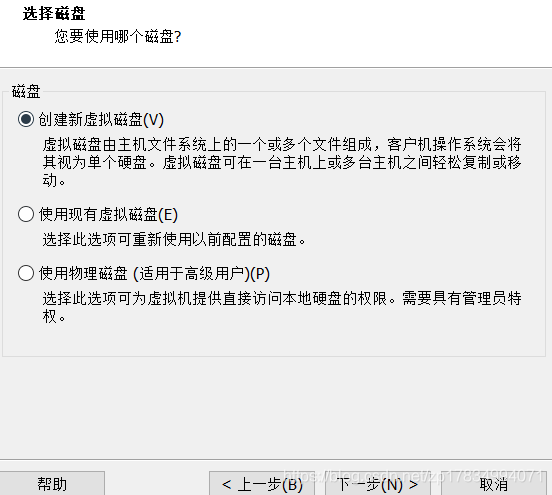 选择磁盘
您要使用哪个磁盘?
磁盘
创建新虚拟磁盘(V)
虚拟磁盘由主机文件系统上的一个或多个文件组成，客户机操作系统会将
其视为单个硬盘。虚拟磁盘可在一台主机上或多台主机之间轻松复制或移
动。
使用现有虚拟磁盘(E)
选择此选项可重新使用以前配置的磁盘。
使用物理磁盘 (适用于高级用户)(P)
选择此选项可为虚拟机提供直接访问本地硬盘的权限。需要具有管理员特
权。
帮助
< 上一步(B)
下一步(N) >
取消